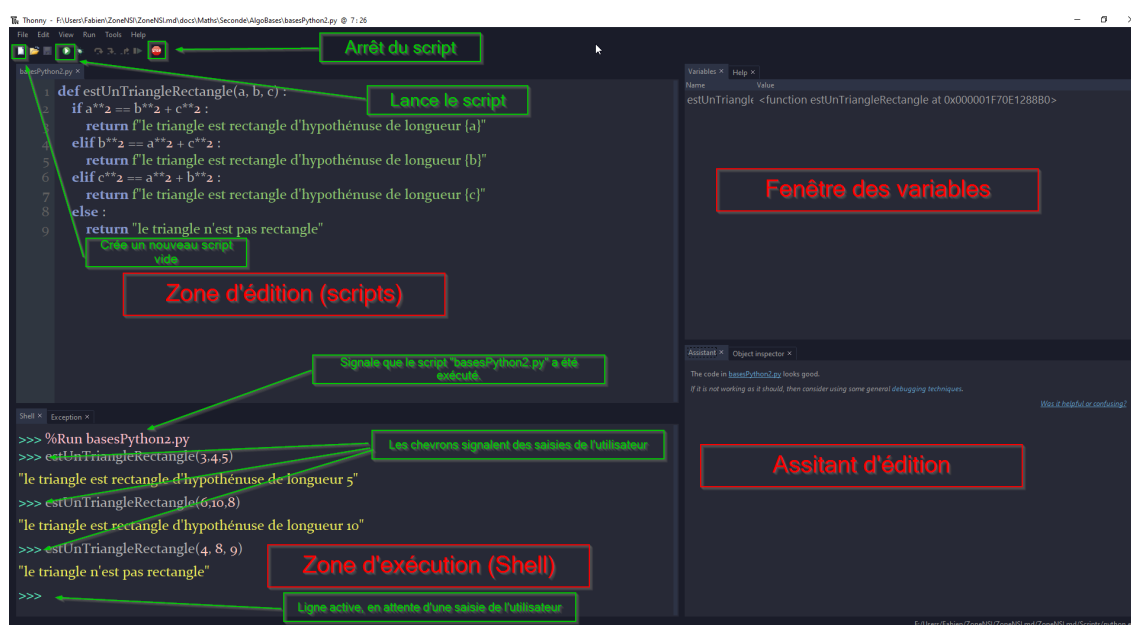 Thonny - F:\Users\Fabien\ZoneNSI\ZoneNSI.md\docs\Maths\Seconde\AlgoBases\basesPython2.py @ 7 : 26
File Edit View Run Tools Help
Arrêt du script
basesPython2.py ×
Lance le script
1 def estUnTriangleRectangle(a, b, c) :
2 if a**2 == b**2 + c**2 :
3 return f"le triangle est rectangle d'hypothénuse de longueur {a}"
4 elif b**2 == a**2 + c**2 :
5 return f"le triangle est rectangle d'hypothénuse de longueur {b}"
6 elif c**2 == a**2 + b**2 :
7 return f"le triangle est rectangle d'hypothénuse de longueur {c}"
8 else :
9 return "le triangle n'est pas rectangle"
Crée un nouveau script
vide
Zone d'édition (scripts)
Variables × Help ×
Name Value
estUnTriangle <function estUnTriangleRectangle at 0x000001F70E1288B0>
Fenêtre des variables
Signale que le script "basesPython2.py" a été
exécuté.
Shell × Exception ×
>>> %Run basesPython2.py
Les chevrons signalent des saisies de l'utilisateur
>>> estUnTriangleRectangle(3,4,5)
"le triangle est rectangle d'hypothénuse de longueur 5"
>>> estUnTriangleRectangle(6,10,8)
"le triangle est rectangle d'hypothénuse de longueur 10"
>>> estUnTriangleRectangle(4, 8, 9)
"le triangle n'est pas rectangle"
Zone d'exécution (Shell)
>>>
Ligne active, en attente d'une saisie de l'utilisateur
Assistant × Object inspector ×
The code in basesPython2.py looks good.
If it is not working as it should, then consider using some general debugging techniques.
Was it helpful or confusing?
Assitant d'édition